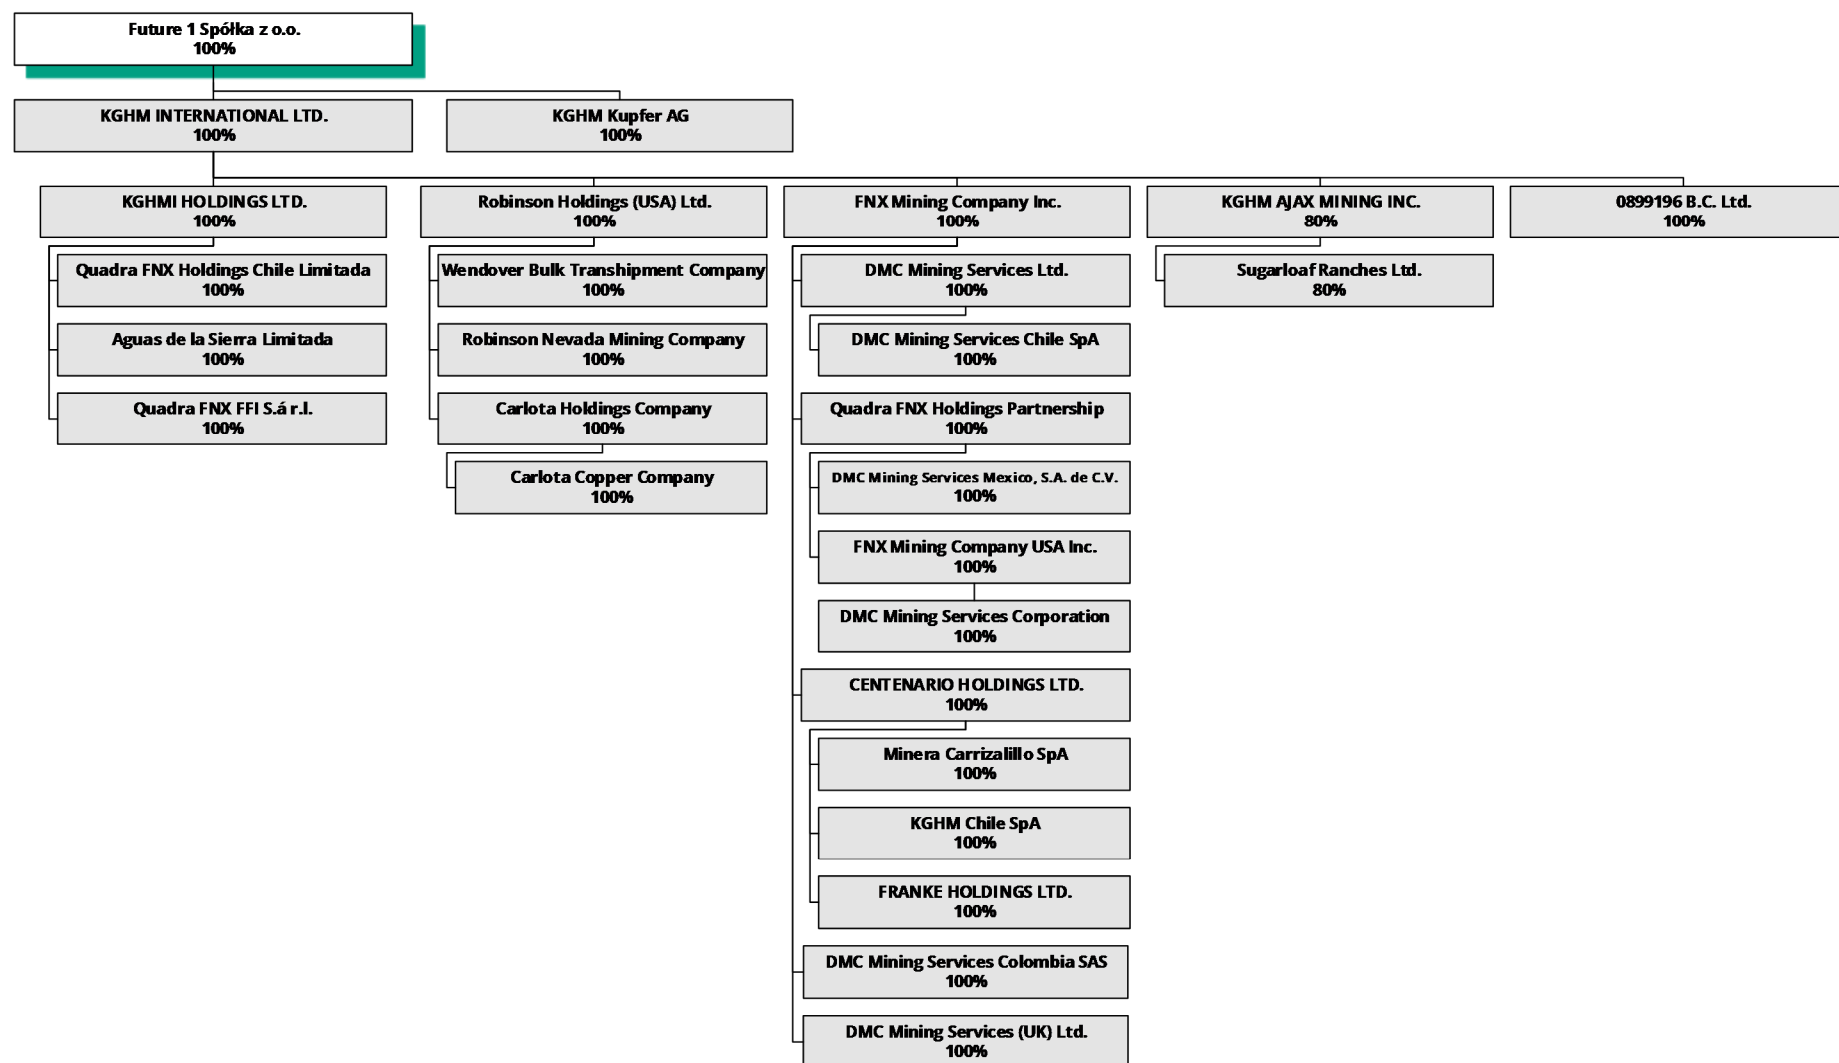 Future 1 Spółka z o.o.
100%
KGHM INTERNATIONAL LTD.
100%
KGHM Kupfer AG
100%
KGHMI HOLDINGS LTD.
100%
Robinson Holdings (USA) Ltd.
100%
FNX Mining Company Inc.
100%
KGHM AJAX MINING INC.
80%
0899196 B.C. Ltd.
100%
Quadra FNX Holdings Chile Limitada
100%
Aguas de la Sierra Limitada
100%
Quadra FNX FFI S.á r.l.
100%
Wendover Bulk Transhipment Company
100%
Robinson Nevada Mining Company
100%
Carlota Holdings Company
100%
Carlota Copper Company
100%
DMC Mining Services Ltd.
100%
DMC Mining Services Chile SpA
100%
Quadra FNX Holdings Partnership
100%
DMC Mining Services Mexico, S.A. de C.V.
100%
FNX Mining Company USA Inc.
100%
DMC Mining Services Corporation
100%
CENTENARIO HOLDINGS LTD.
100%
Minera Carrizalillo SpA
100%
KGHM Chile SpA
100%
FRANKE HOLDINGS LTD.
100%
DMC Mining Services Colombia SAS
100%
DMC Mining Services (UK) Ltd.
100%
Sugarloaf Ranches Ltd.
80%